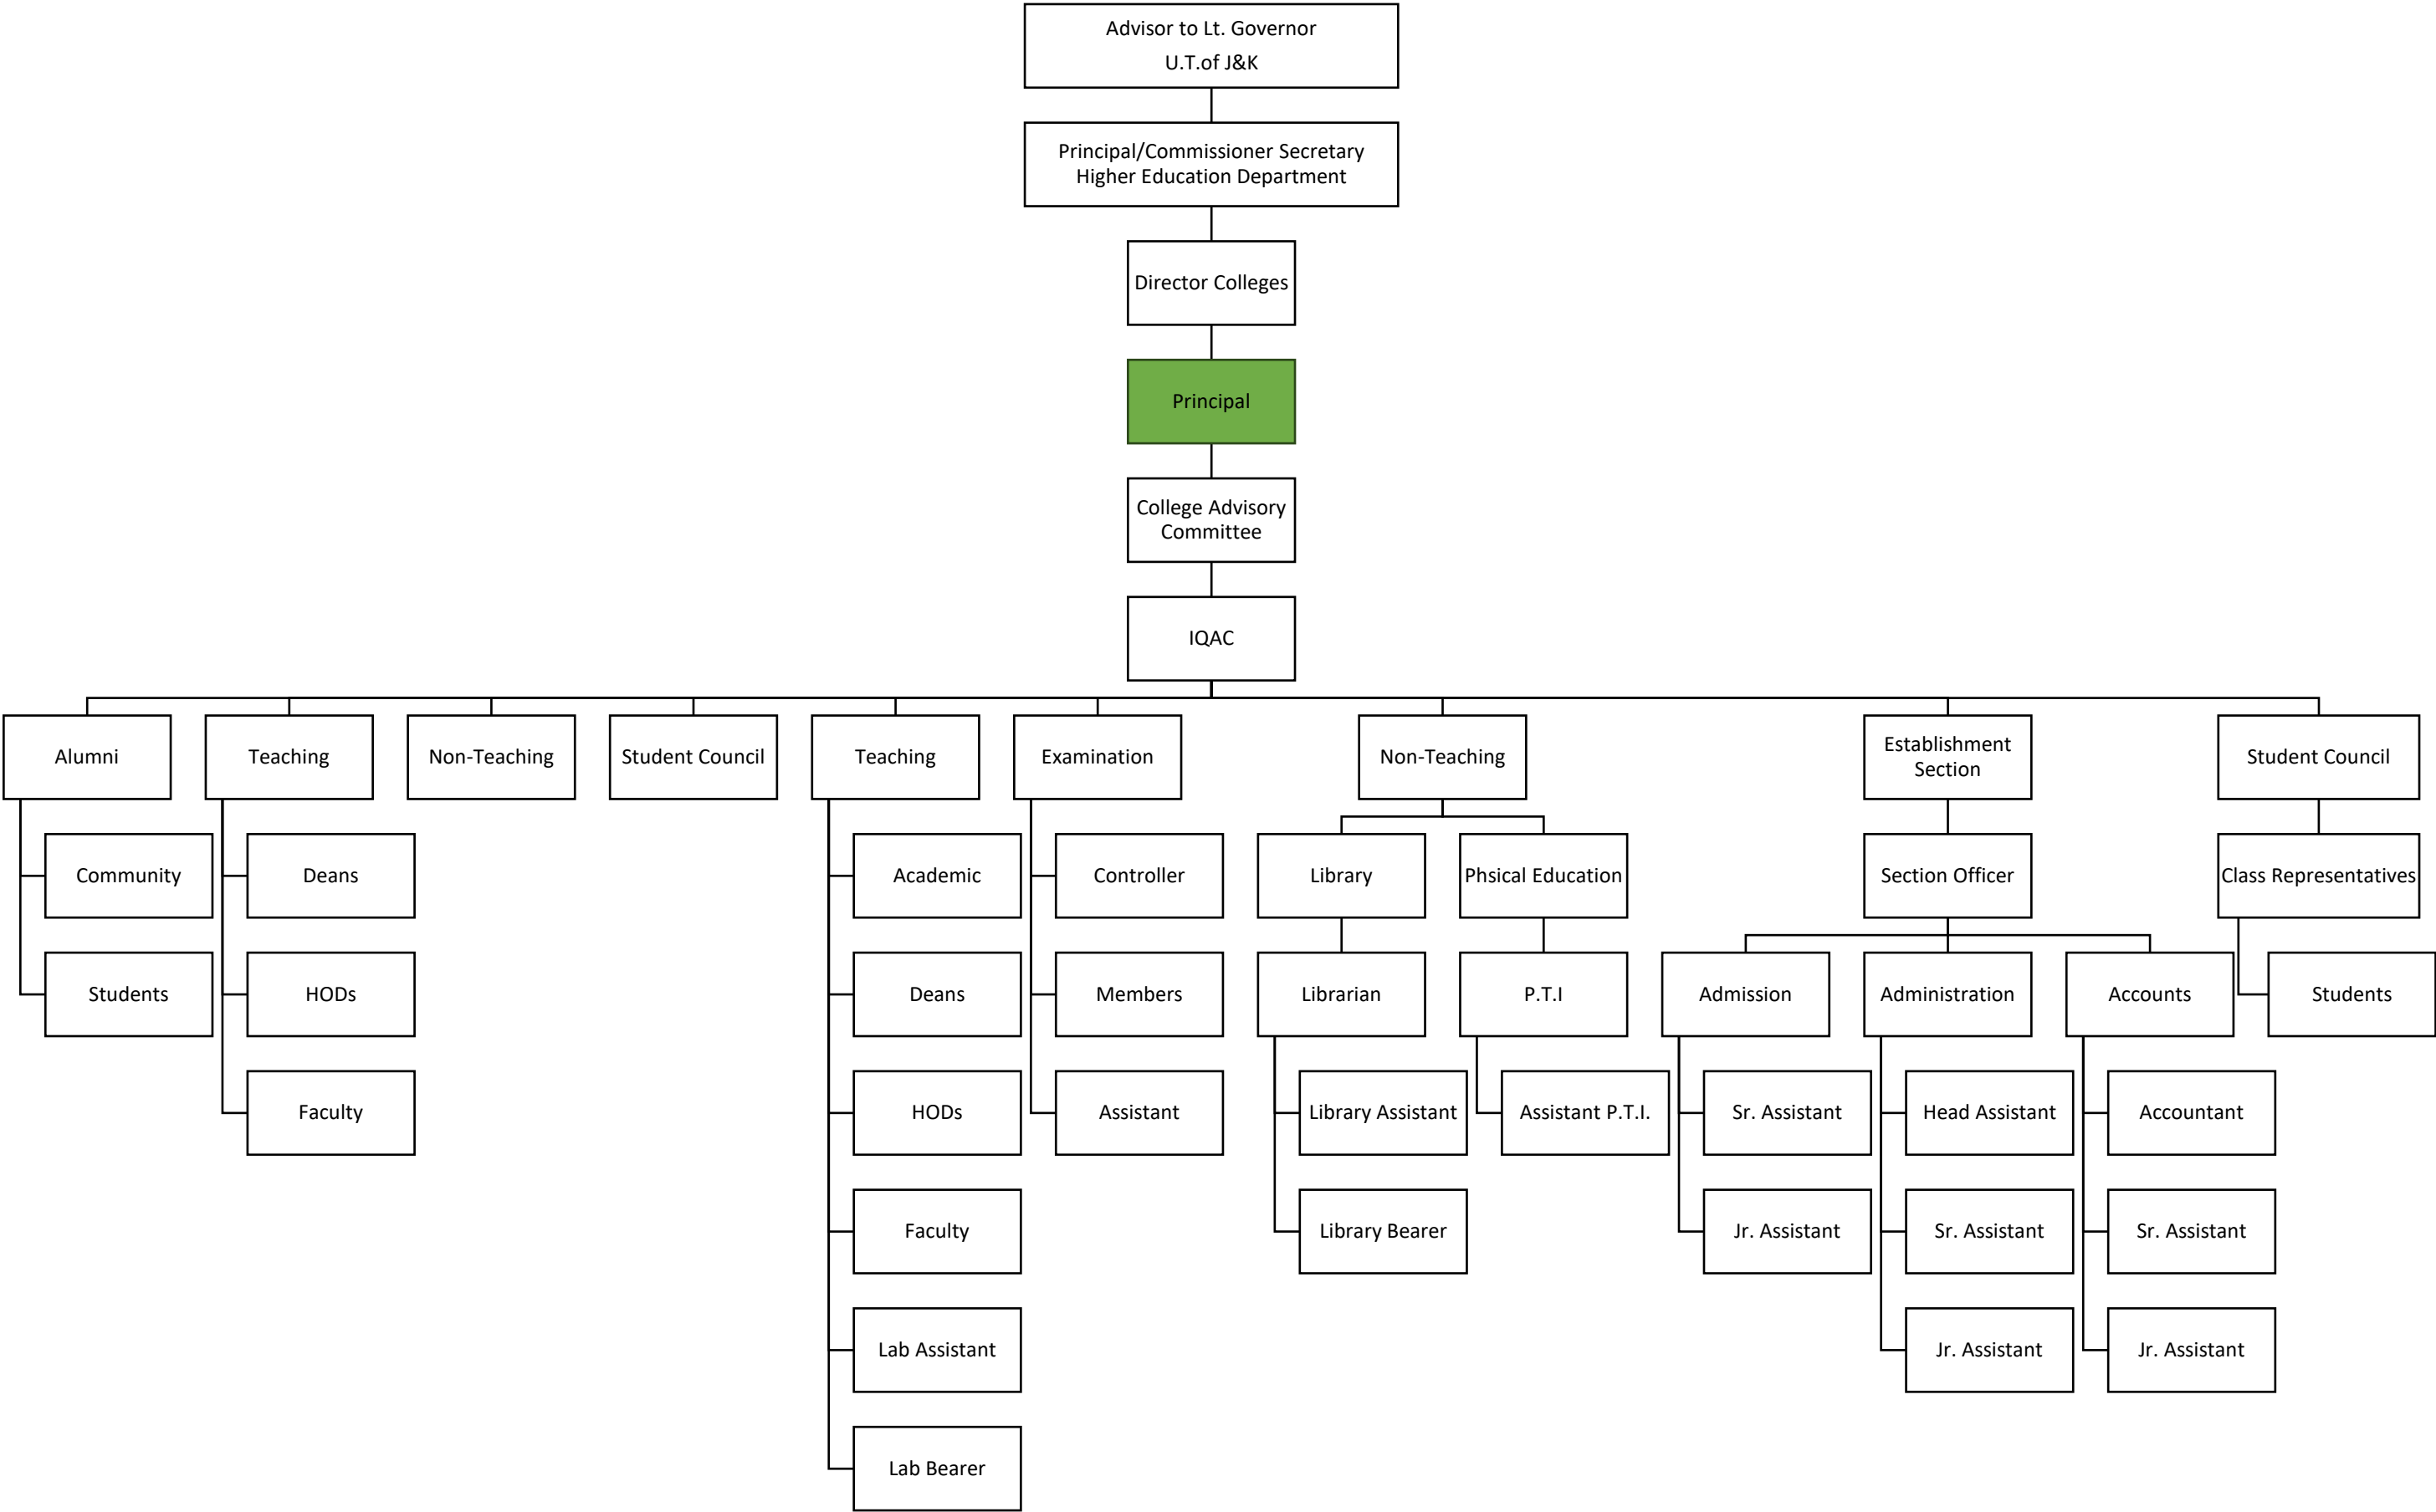 Advisor to Lt. Governor
U.T.of J&K
Principal/Commissioner Secretary
Higher Education Department
Director Colleges
Principal
College Advisory
Committee
IQAC
Alumni
Teaching
Non-Teaching
Student Council
Teaching
Examination
Non-Teaching
Establishment
Section
Student Council
Community
Deans
Academic
Controller
Library
Phsical Education
Section Officer
Class Representatives
Students
HODs
Deans
Members
Librarian
P.T.I
Admission
Administration
Accounts
Students
Faculty
HODs
Assistant
Library Assistant
Assistant P.T.I.
Sr. Assistant
Head Assistant
Accountant
Faculty
Library Bearer
Jr. Assistant
Sr. Assistant
Sr. Assistant
Lab Assistant
Jr. Assistant
Jr. Assistant
Lab Bearer